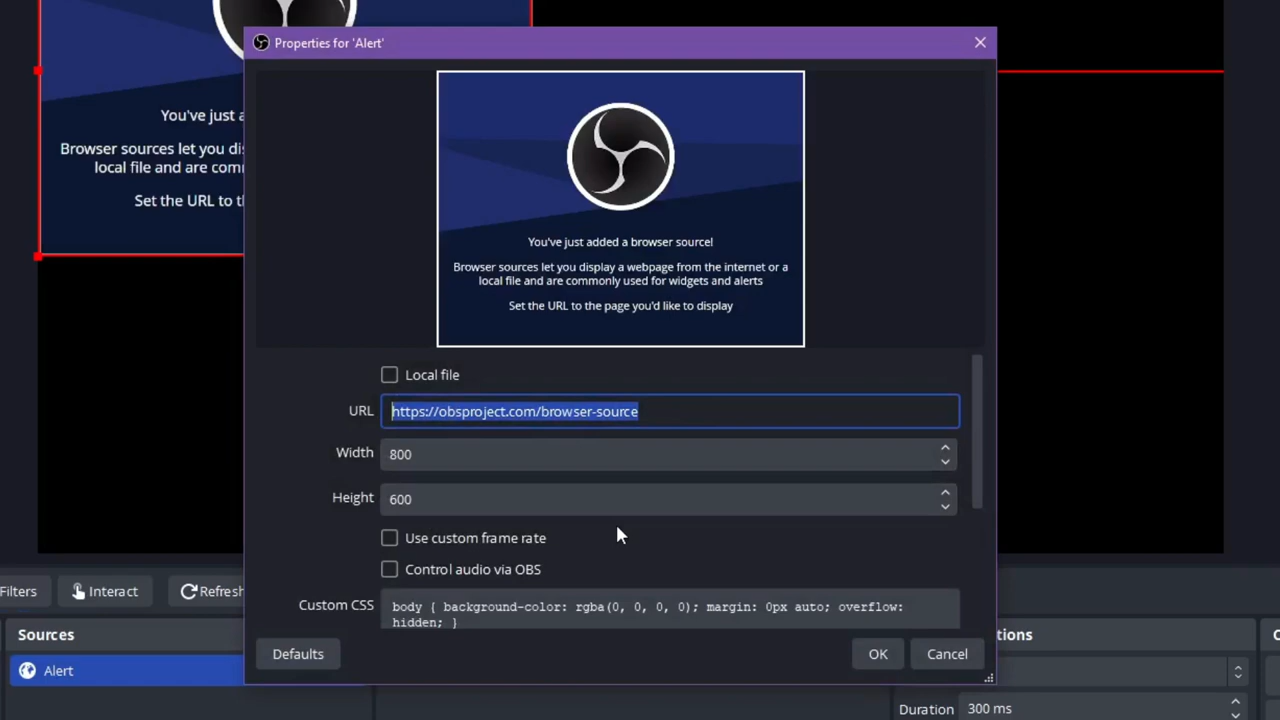 Properties for 'Alert'
You've just a
Browser sources let you di
local file and are com
Set the URL to t
You've just added a browser source!
Browser sources let you display a webpage from the internet or a
local file and are commonly used for widgets and alerts
Set the URL to the page you'd like to display
Local file
URL https://obsproject.com/browser-source
Width 800
Height 600
Use custom frame rate
Control audio via OBS
Custom CSS body { background-color: rgba(0, 0, 0, 0); margin: 0px auto; overflow:
hidden; }
Defaults OK Cancel
Filters Interact Refresh
Sources
Alert
tions
Duration 300 ms